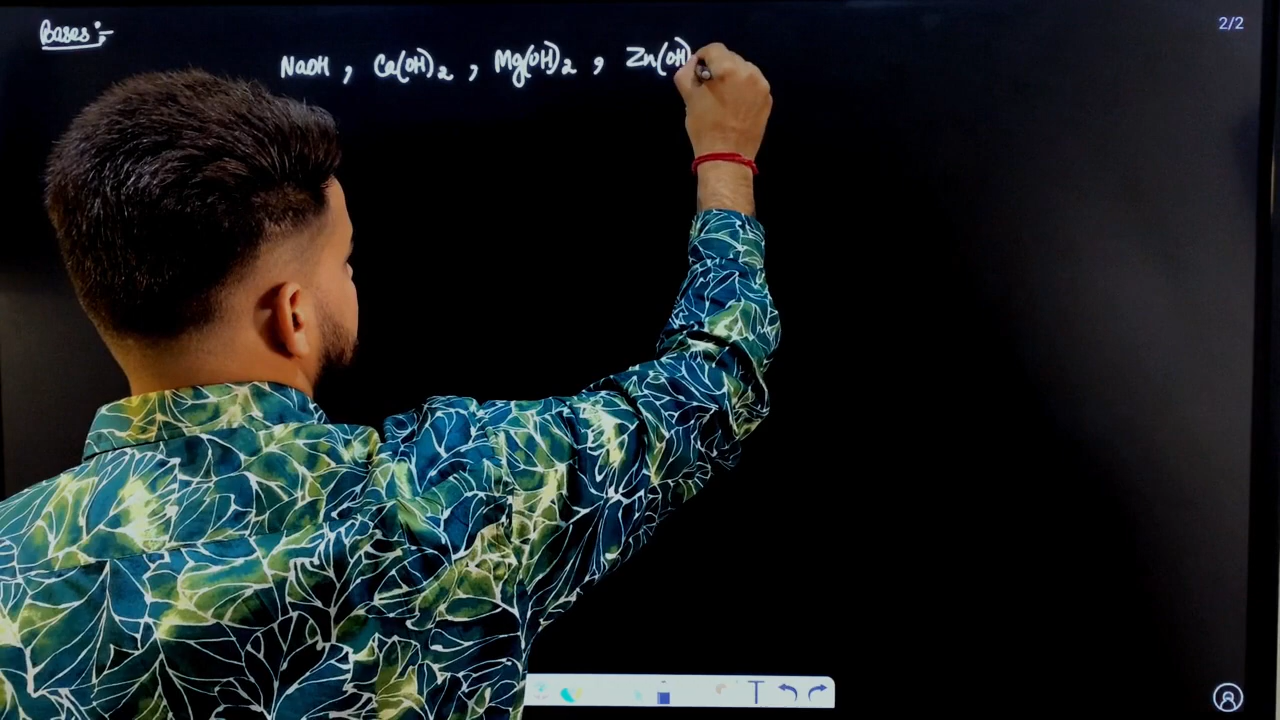 Bases :-
2/2
NaOH , Ca(OH)2 , Mg(OH)2 , Zn(OH)
T